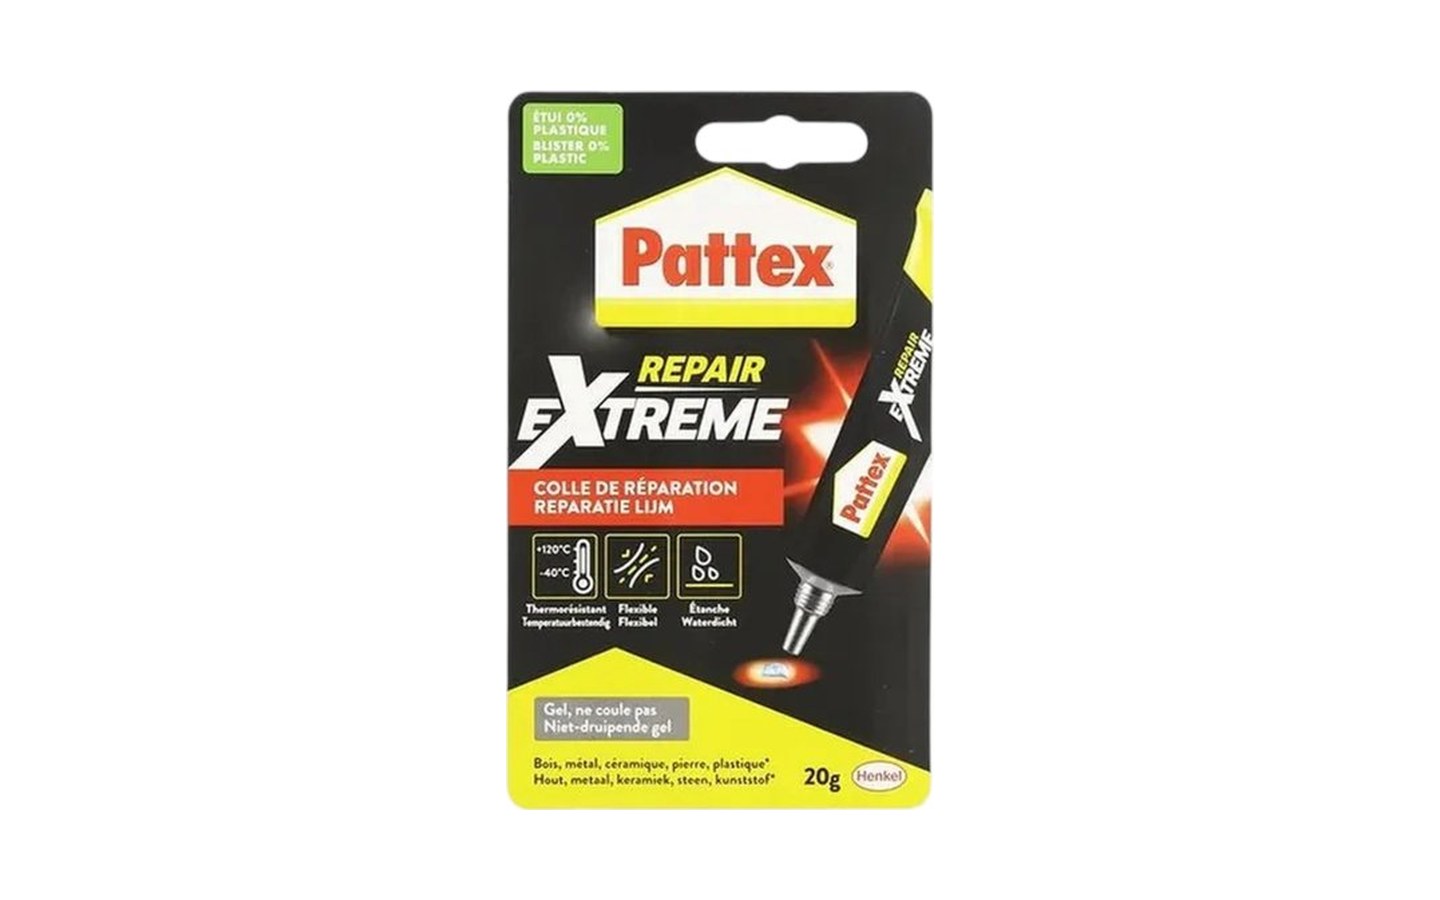 ÉTUI 0%
PLASTIQUE
BLISTER 0%
PLASTIC
Pattex®
REPAIR
EXTREME
REPAIR
EXTREME
Pattex
COLLE DE RÉPARATION
REPARATIE LIJM
+120°C
-40°C
Thermorésistant Flexible Étanche
Temperatuurbestendig Flexibel Waterdicht
Gel, ne coule pas
Niet-druipende gel
Bois, métal, céramique, pierre, plastique*
Hout, metaal, keramiek, steen, kunststof*
20g Henkel